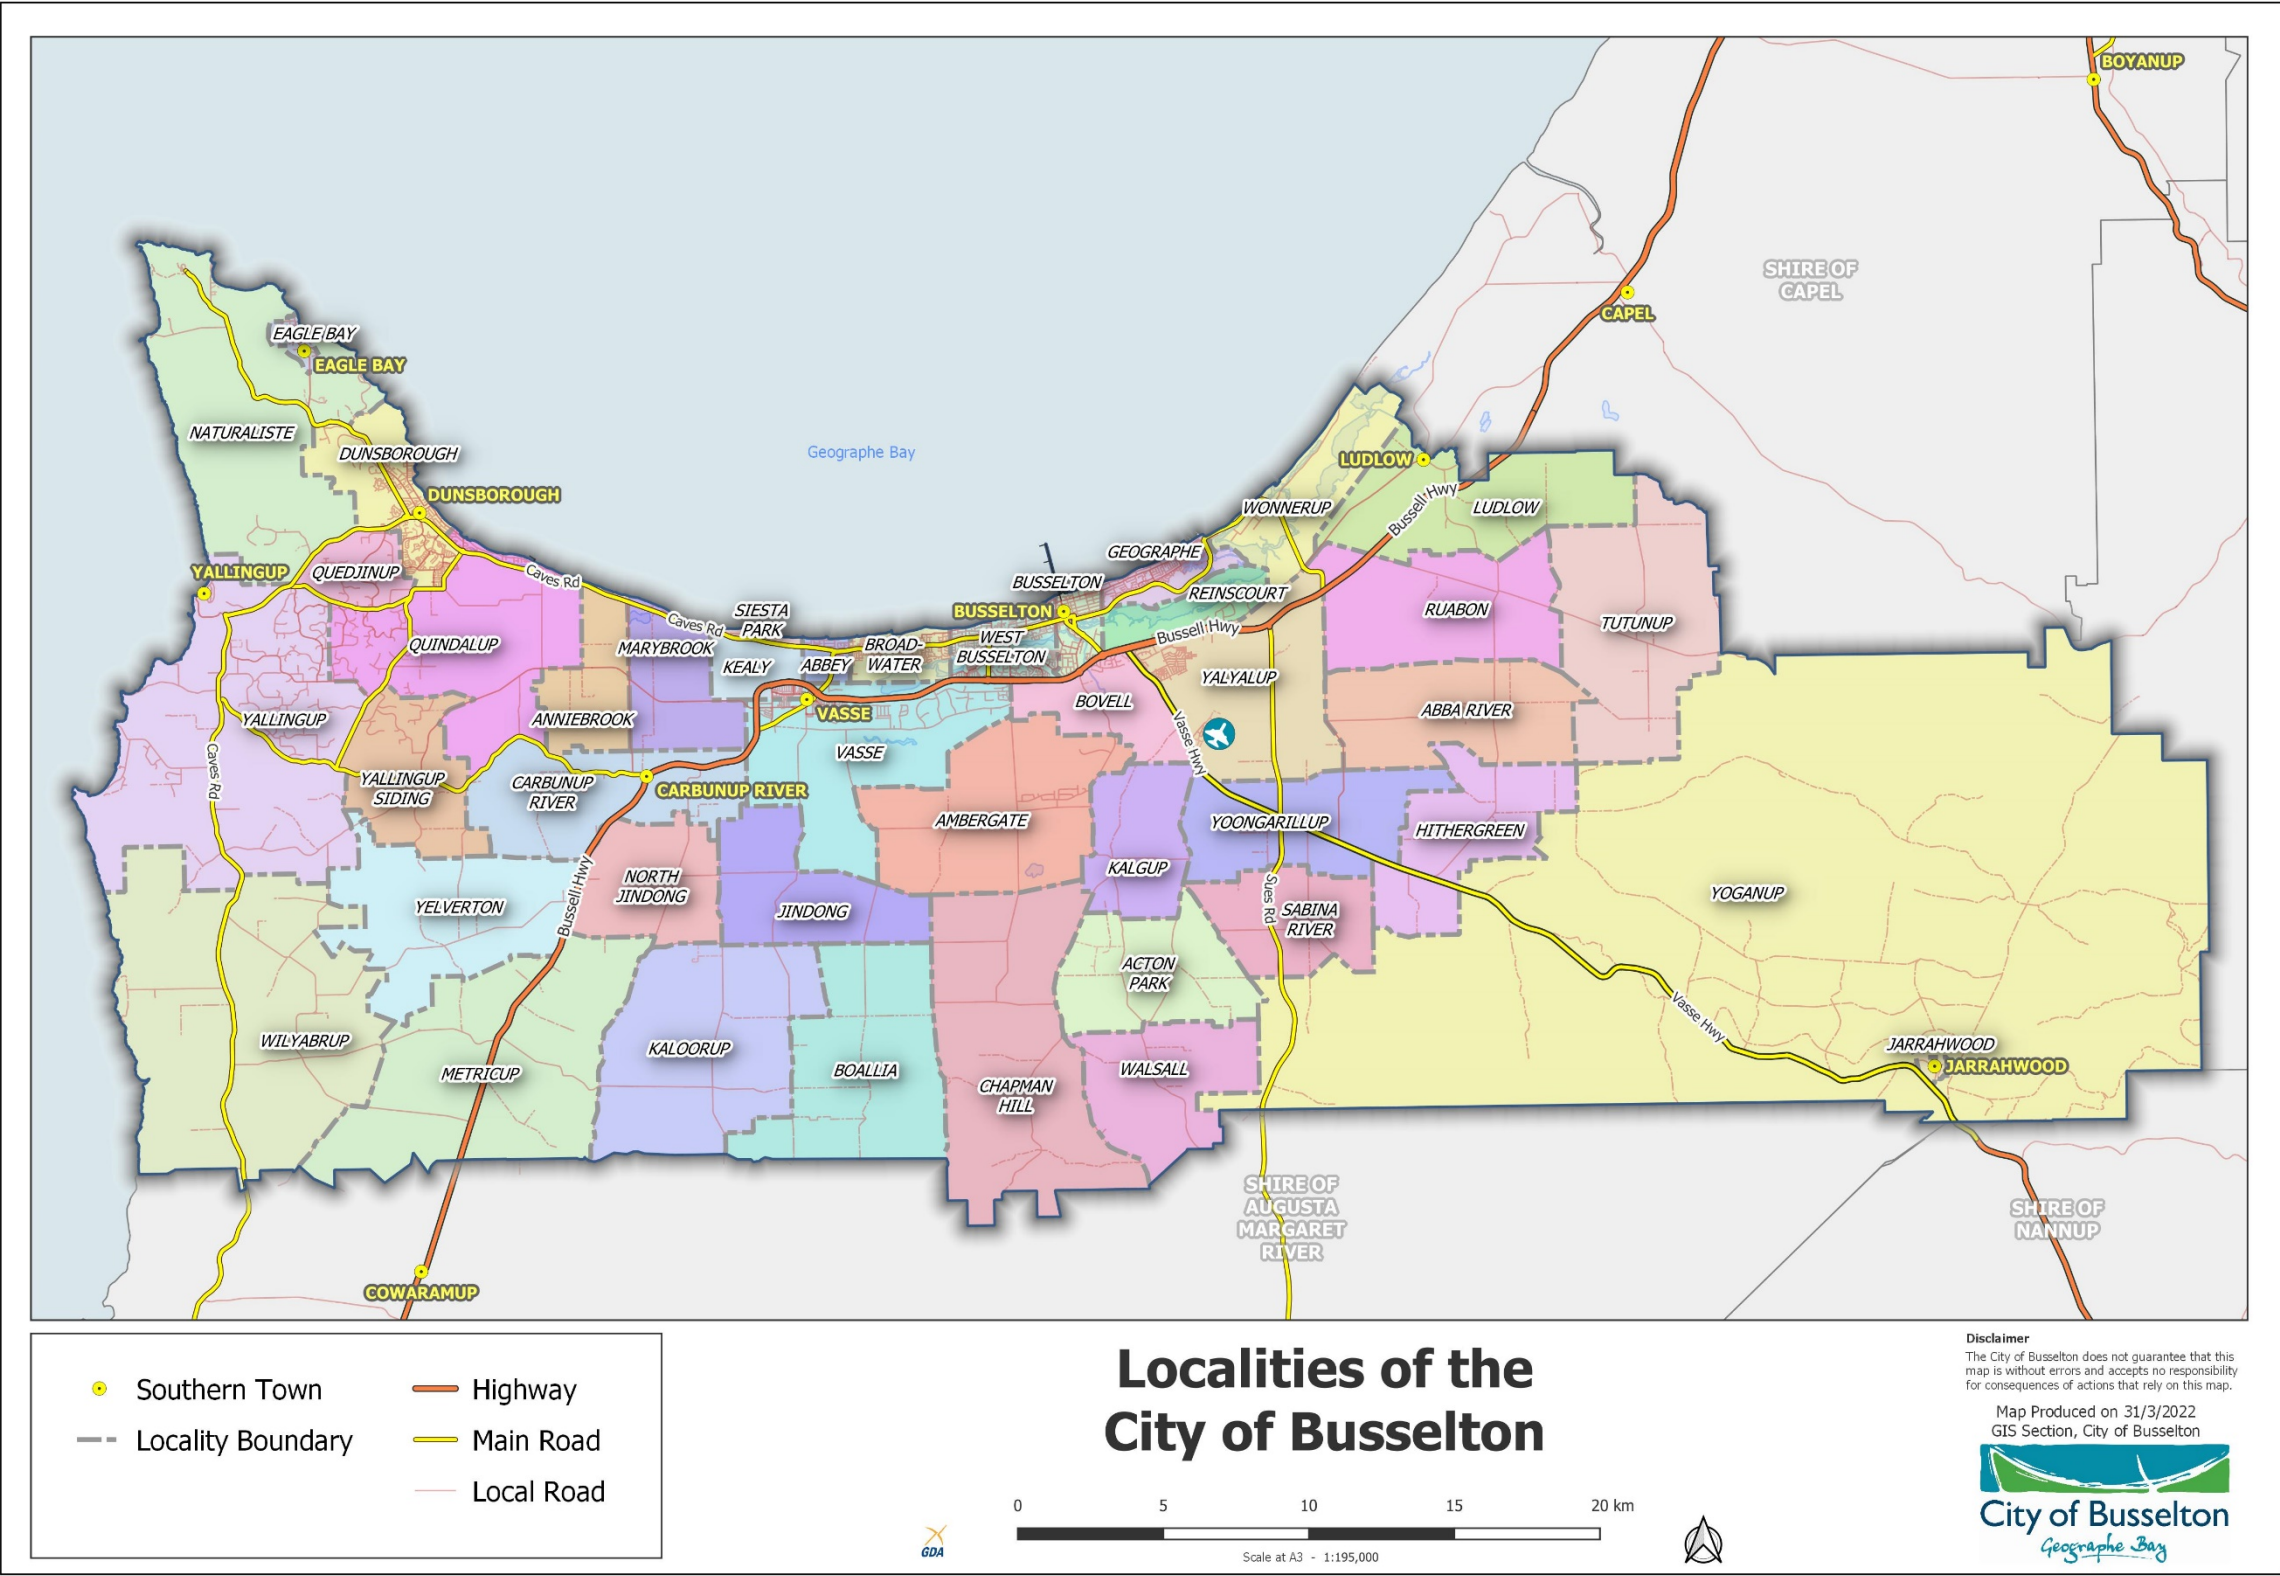 BOYANUP
SHIRE OF
CAPEL
CAPEL
EAGLE BAY
EAGLE BAY
NATURALISTE
DUNSBOROUGH
DUNSBOROUGH
Geographe Bay
LUDLOW
Bussell Hwy
LUDLOW
WONNERUP
GEOGRAPHE
YALLINGUP
QUEDJINUP
Caves Rd
BUSSELTON
BUSSELTON
REINSCOURT
RUABON
TUTUNUP
SIESTA
PARK
Caves Rd
Bussell Hwy
QUINDALUP
MARYBROOK
KEALY
ABBEY
BROAD-
WATER
WEST
BUSSELTON
YALYALUP
BOVELL
ABBA RIVER
YALLINGUP
ANNIEBROOK
VASSE
VASSE
Vasse Hwy
Caves Rd
YALLINGUP
SIDING
CARBUNUP
RIVER
CARBUNUP RIVER
AMBERGATE
YOONGARILLUP
HITHERGREEN
KALGUP
NORTH
JINDONG
Bussell Hwy
YELVERTON
JINDONG
Sues Rd
SABINA
RIVER
YOGANUP
ACTON
PARK
Vasse Hwy
WILYABRUP
METRICUP
KALOORUP
BOALLIA
CHAPMAN
HILL
WALSALL
JARRAHWOOD
JARRAHWOOD
SHIRE OF
AUGUSTA
MARGARET
RIVER
SHIRE OF
NANNUP
COWARAMUP
Southern Town
Locality Boundary
Highway
Main Road
Local Road
Localities of the
City of Busselton
0 5 10 15 20 km
Scale at A3 - 1:195,000
GDA
Disclaimer
The City of Busselton does not guarantee that this
map is without errors and accepts no responsibility
for consequences of actions that rely on this map.
Map Produced on 31/3/2022
GIS Section, City of Busselton
City of Busselton
Geographe Bay